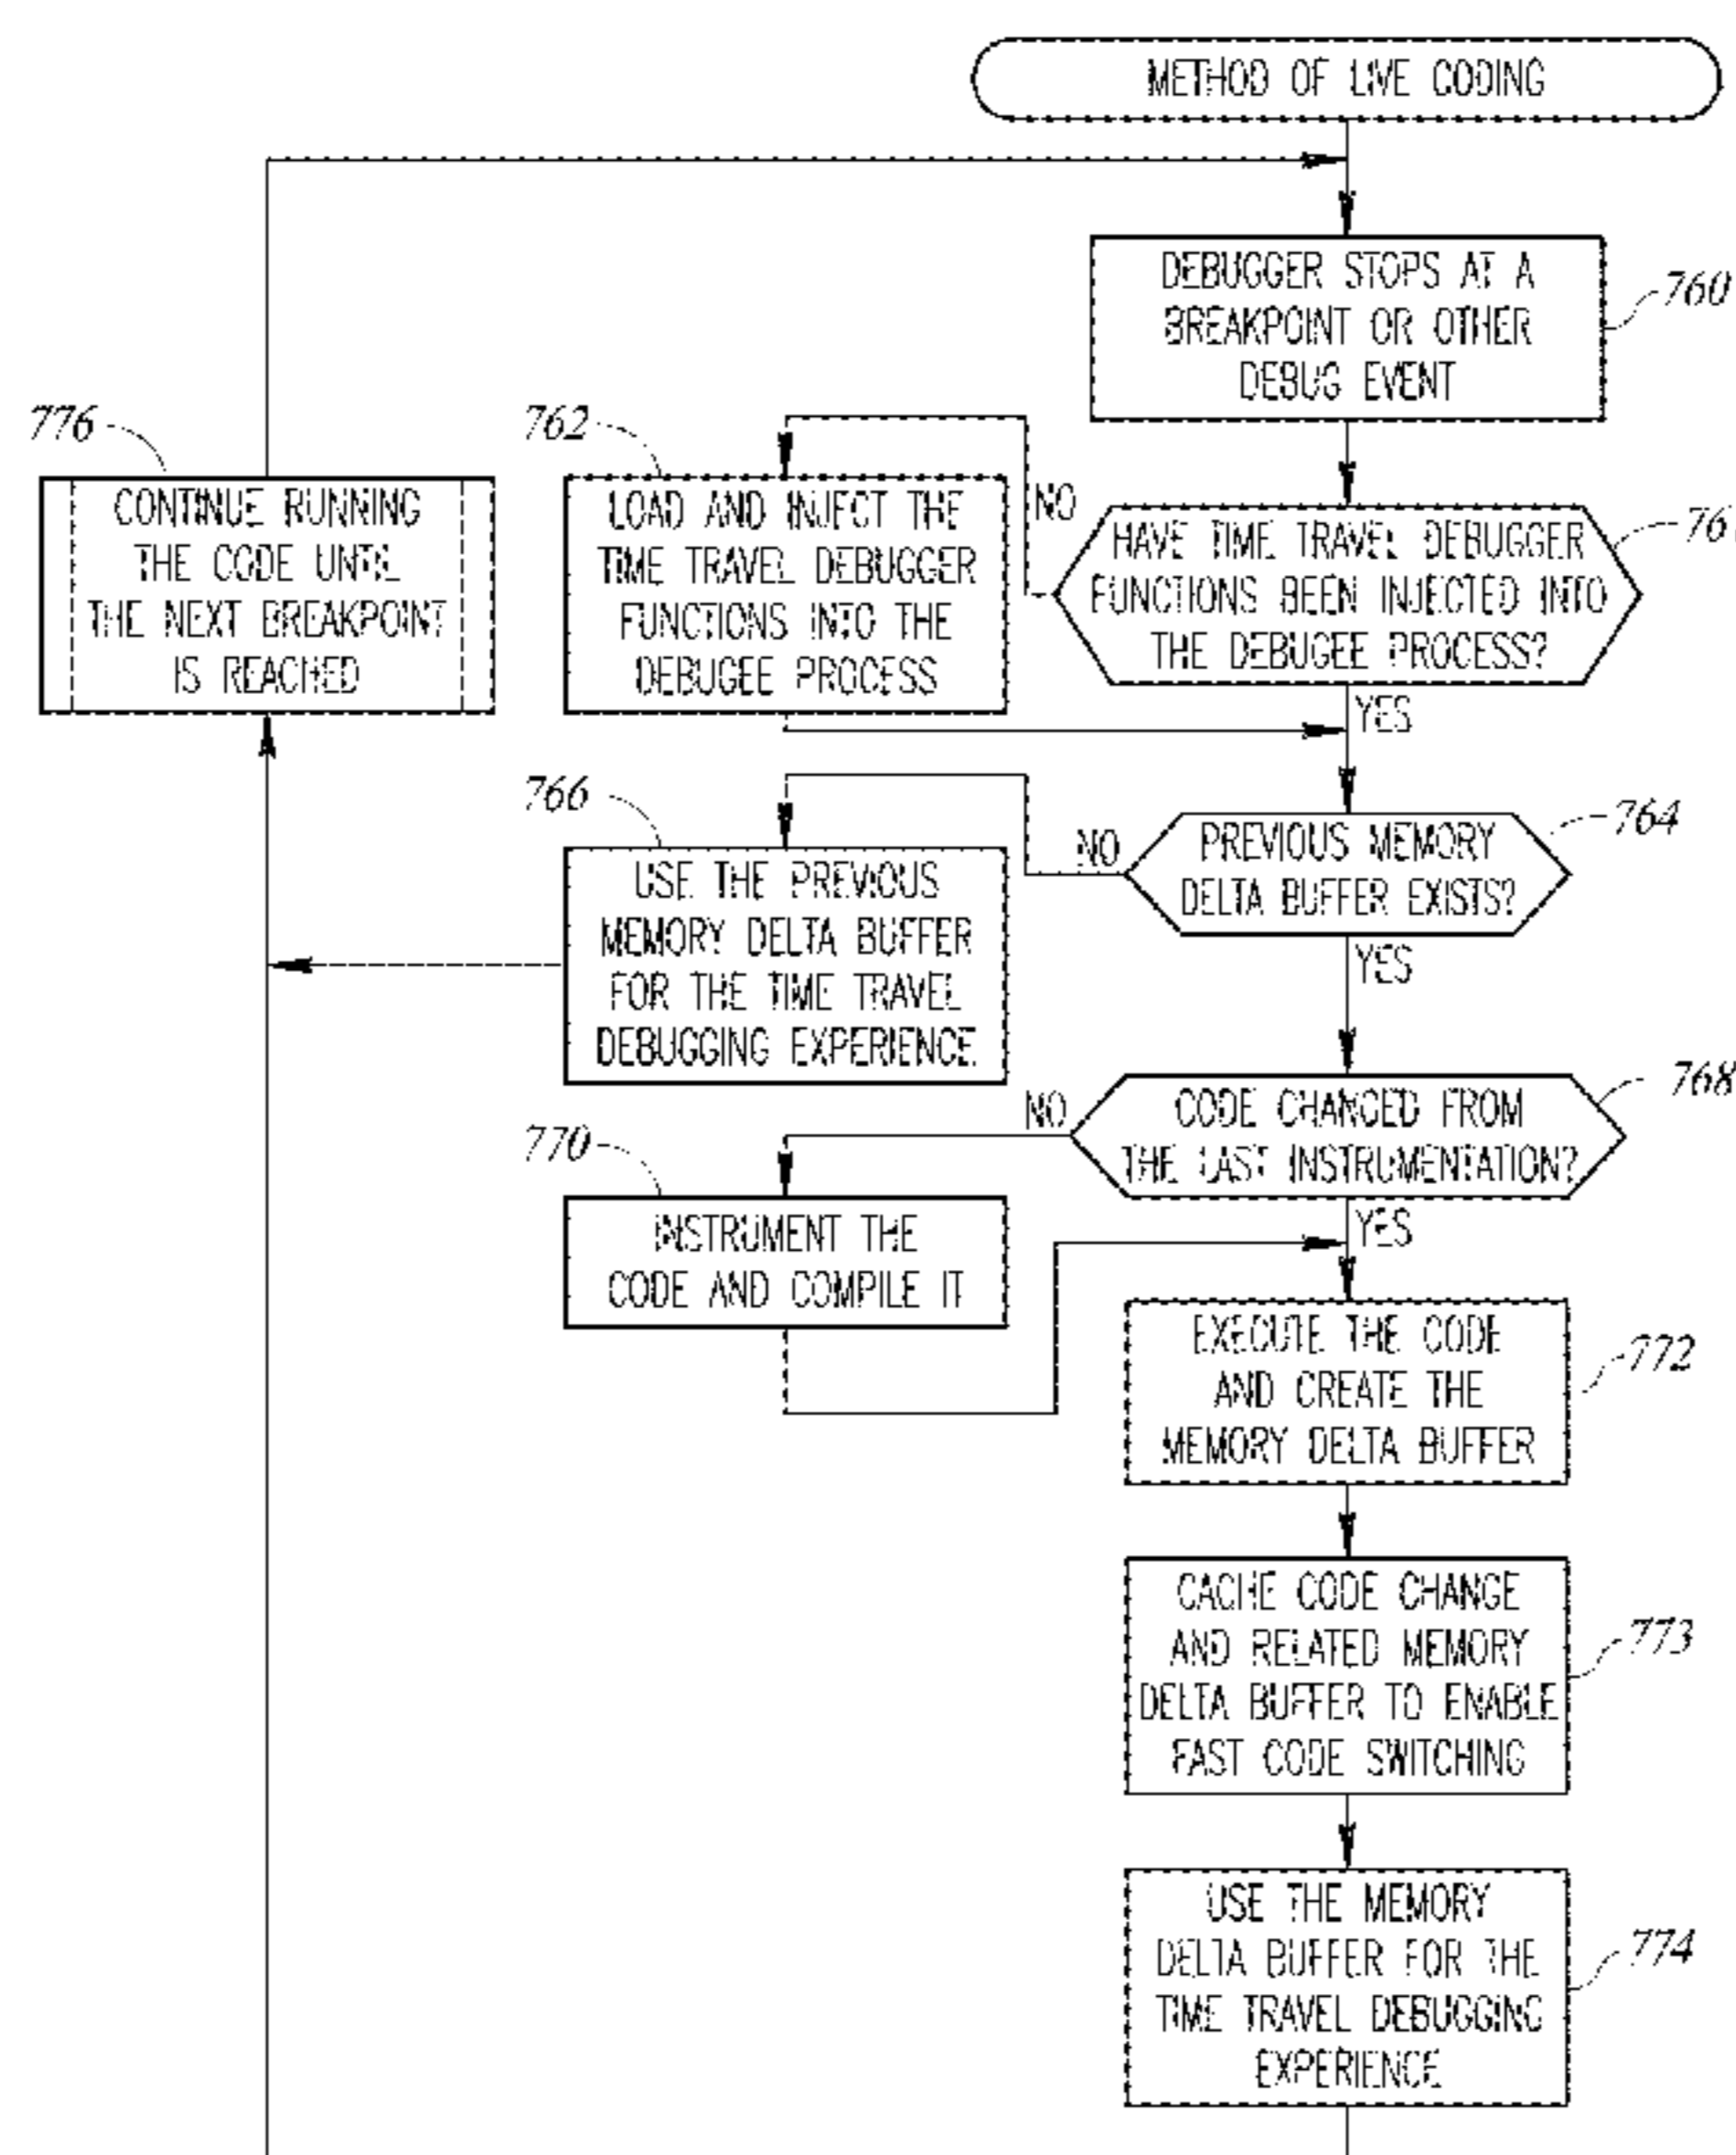 METHOD OF LIVE CODING
DEBUGGER STOPS AT A
BREAKPOINT OR OTHER
DEBUG EVENT
760
776
CONTINUE RUNNING
THE CODE UNTIL
THE NEXT BREAKPOINT
IS REACHED
762
LOAD AND INJECT THE
TIME TRAVEL DEBUGGER
FUNCTIONS INTO THE
DEBUGEE PROCESS
NO
HAVE TIME TRAVEL DEBUGGER
FUNCTIONS BEEN INJECTED INTO
THE DEBUGEE PROCESS?
YES
766
USE THE PREVIOUS
MEMORY DELTA BUFFER
FOR THE TIME TRAVEL
DEBUGGING EXPERIENCE
NO
PREVIOUS MEMORY
DELTA BUFFER EXISTS?
764
YES
NO
CODE CHANGED FROM
THE LAST INSTRUMENTATION?
768
770
INSTRUMENT THE
CODE AND COMPILE IT
YES
EXECUTE THE CODE
AND CREATE THE
MEMORY DELTA BUFFER
772
CACHE CODE CHANGE
AND RELATED MEMORY
DELTA BUFFER TO ENABLE
FAST CODE SWITCHING
773
USE THE MEMORY
DELTA BUFFER FOR THE
TIME TRAVEL DEBUGGING
EXPERIENCE
774